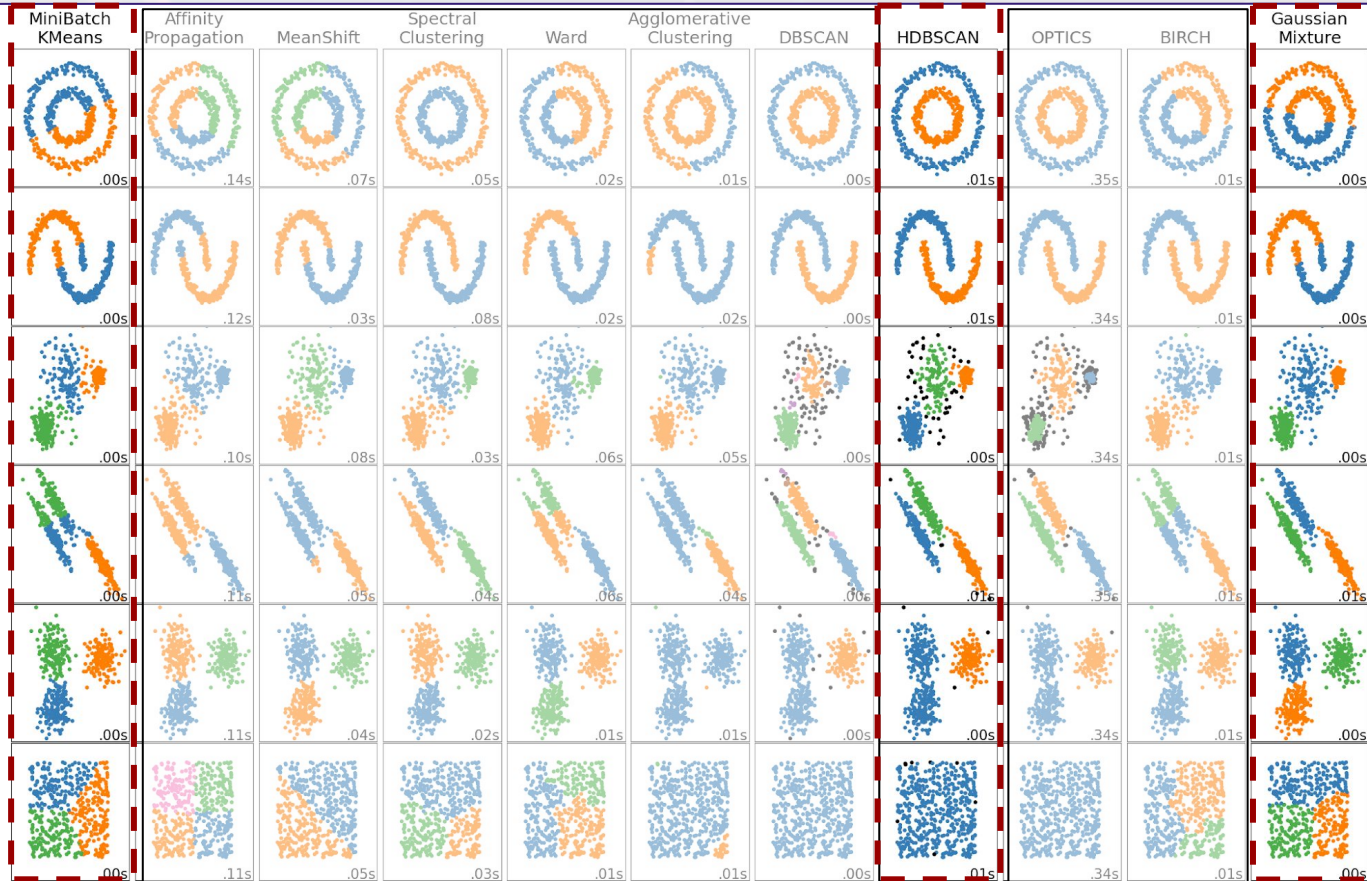 MiniBatch Affinity Spectral Agglomerative Gaussian
KMeans Propagation MeanShift Clustering Ward Clustering DBSCAN HDBSCAN OPTICS BIRCH Mixture
.00s .14s .07s .05s .02s .01s .00s .01s .35s .01s .00s
.00s .12s .03s .08s .02s .02s .00s .01s .34s .01s .00s
.00s .10s .08s .03s .06s .05s .00s .00s .34s .01s .00s
.00s .11s .05s .04s .06s .04s .00s .01s .35s .01s .01s
.00s .11s .04s .02s .01s .01s .00s .00s .34s .01s .00s
.00s .11s .05s .03s .01s .01s .00s .01s .34s .01s .00s